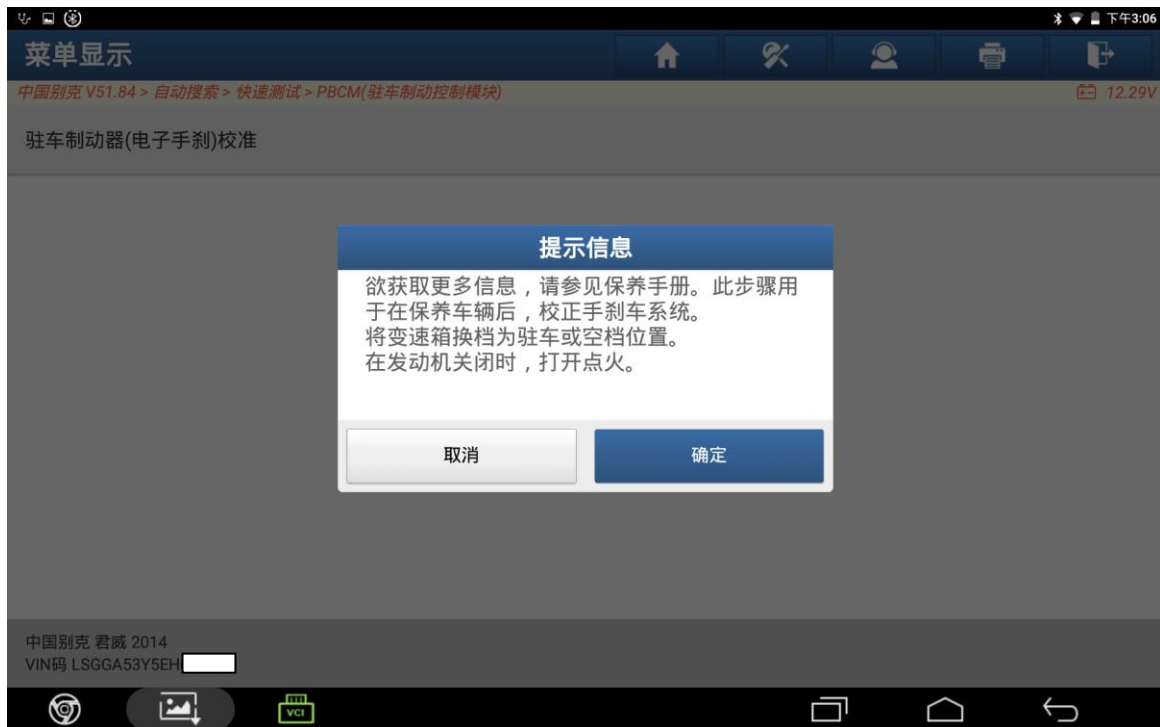 下午3:06
菜单显示
中国别克 V51.84 > 自动搜索 > 快速测试 > PBCM(驻车制动控制模块)
12.29V
驻车制动器(电子手刹)校准
提示信息
欲获取更多信息，请参见保养手册。此步骤用
于在保养车辆后，校正手刹车系统。
将变速箱换档为驻车或空档位置。
在发动机关闭时，打开点火。
取消
确定
中国别克 君威 2014
VIN码 LSGGA53Y5EH
VCI